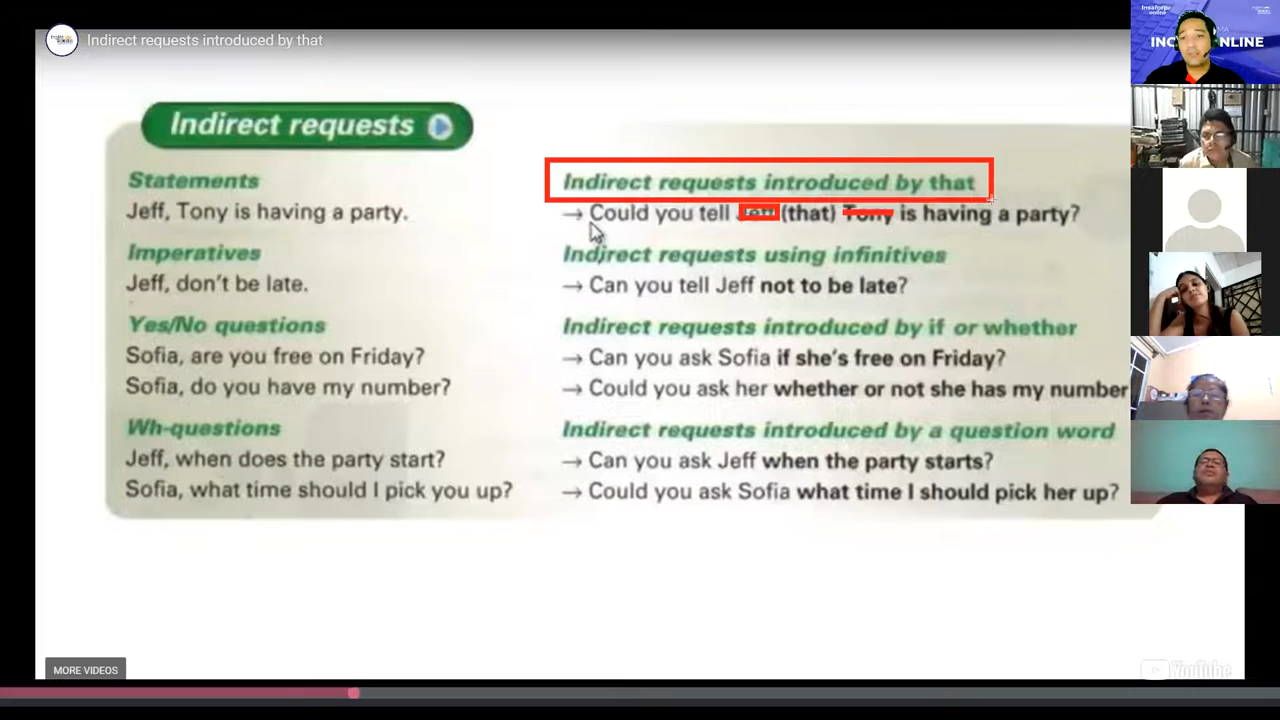 Indirect requests introduced by that
Indirect requests
Statements
Jeff, Tony is having a party.
Imperatives
Jeff, don't be late.
Yes/No questions
Sofia, are you free on Friday?
Sofia, do you have my number?
Wh-questions
Jeff, when does the party start?
Sofia, what time should I pick you up?
Indirect requests introduced by that
→ Could you tell Jeff (that) Tony is having a party?
Indirect requests using infinitives
→ Can you tell Jeff not to be late?
Indirect requests introduced by if or whether
→ Can you ask Sofia if she's free on Friday?
→ Could you ask her whether or not she has my number
Indirect requests introduced by a question word
→ Can you ask Jeff when the party starts?
→ Could you ask Sofia what time I should pick her up?
Insaforp
online
INC NLINE
MORE VIDEOS
YouTube